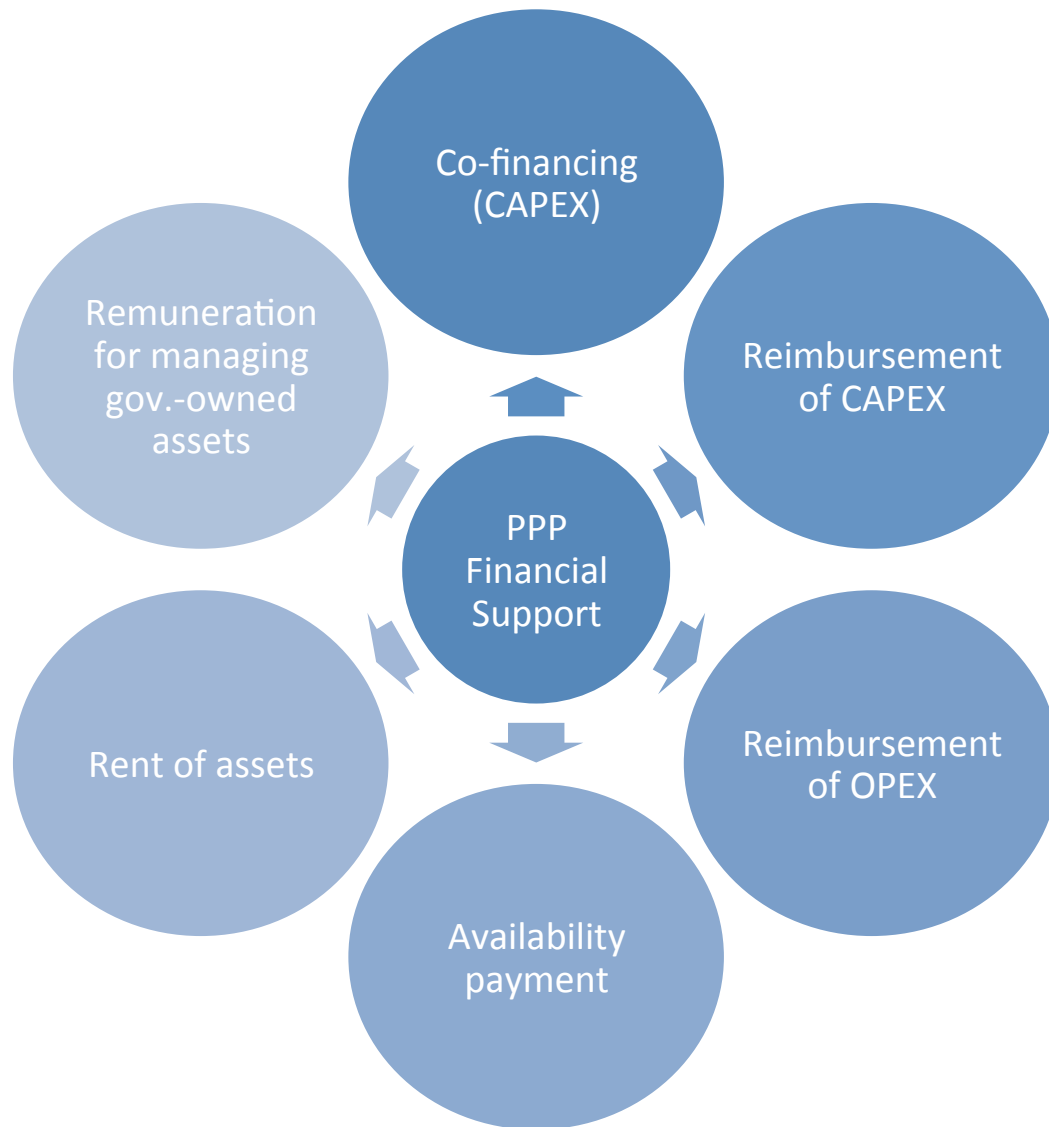 Co-financing
(CAPEX)
Reimbursement
of CAPEX
Reimbursement
of OPEX
Availability
payment
Rent of assets
Remuneration
for managing
gov.-owned
assets
PPP
Financial
Support